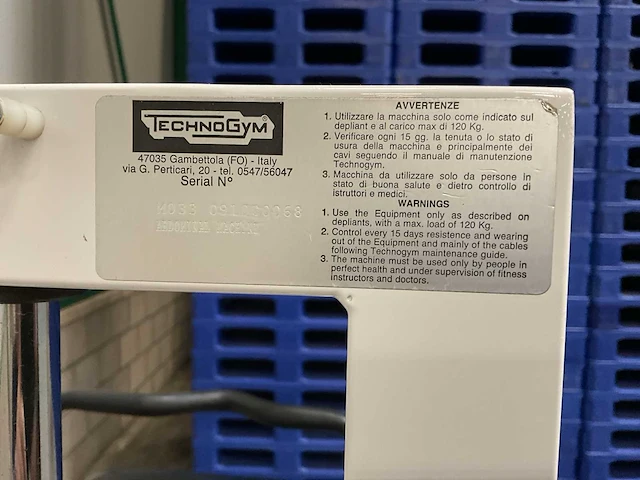 TECHNOGYM
47035 Gambettola (FO) - Italy
via G. Perticari, 20 - tel. 0547/56047
Serial N°
M033
AVVERTENZE
1. Utilizzare la macchina solo come indicato sul
depliant e al carico max di 120 Kg.
2. Verificare ogni 15 gg. la tenuta o lo stato di
usura della macchina e principalmente dei
cavi seguendo il manuale di manutenzione
Technogym.
3. Macchina da utilizzare solo da persone in
stato di buona salute e dietro controllo di
istruttori e medici.
WARNINGS
1. Use the Equipment only as described on
depliants, with a max. load of 120 Kg.
2. Control every 15 days resistence and wearing
out of the Equipment and mainly of the cables
following Technogym maintenance guide.
3. The machine must be used only by people in
perfect health and under supervision of fitness
instructors and doctors.